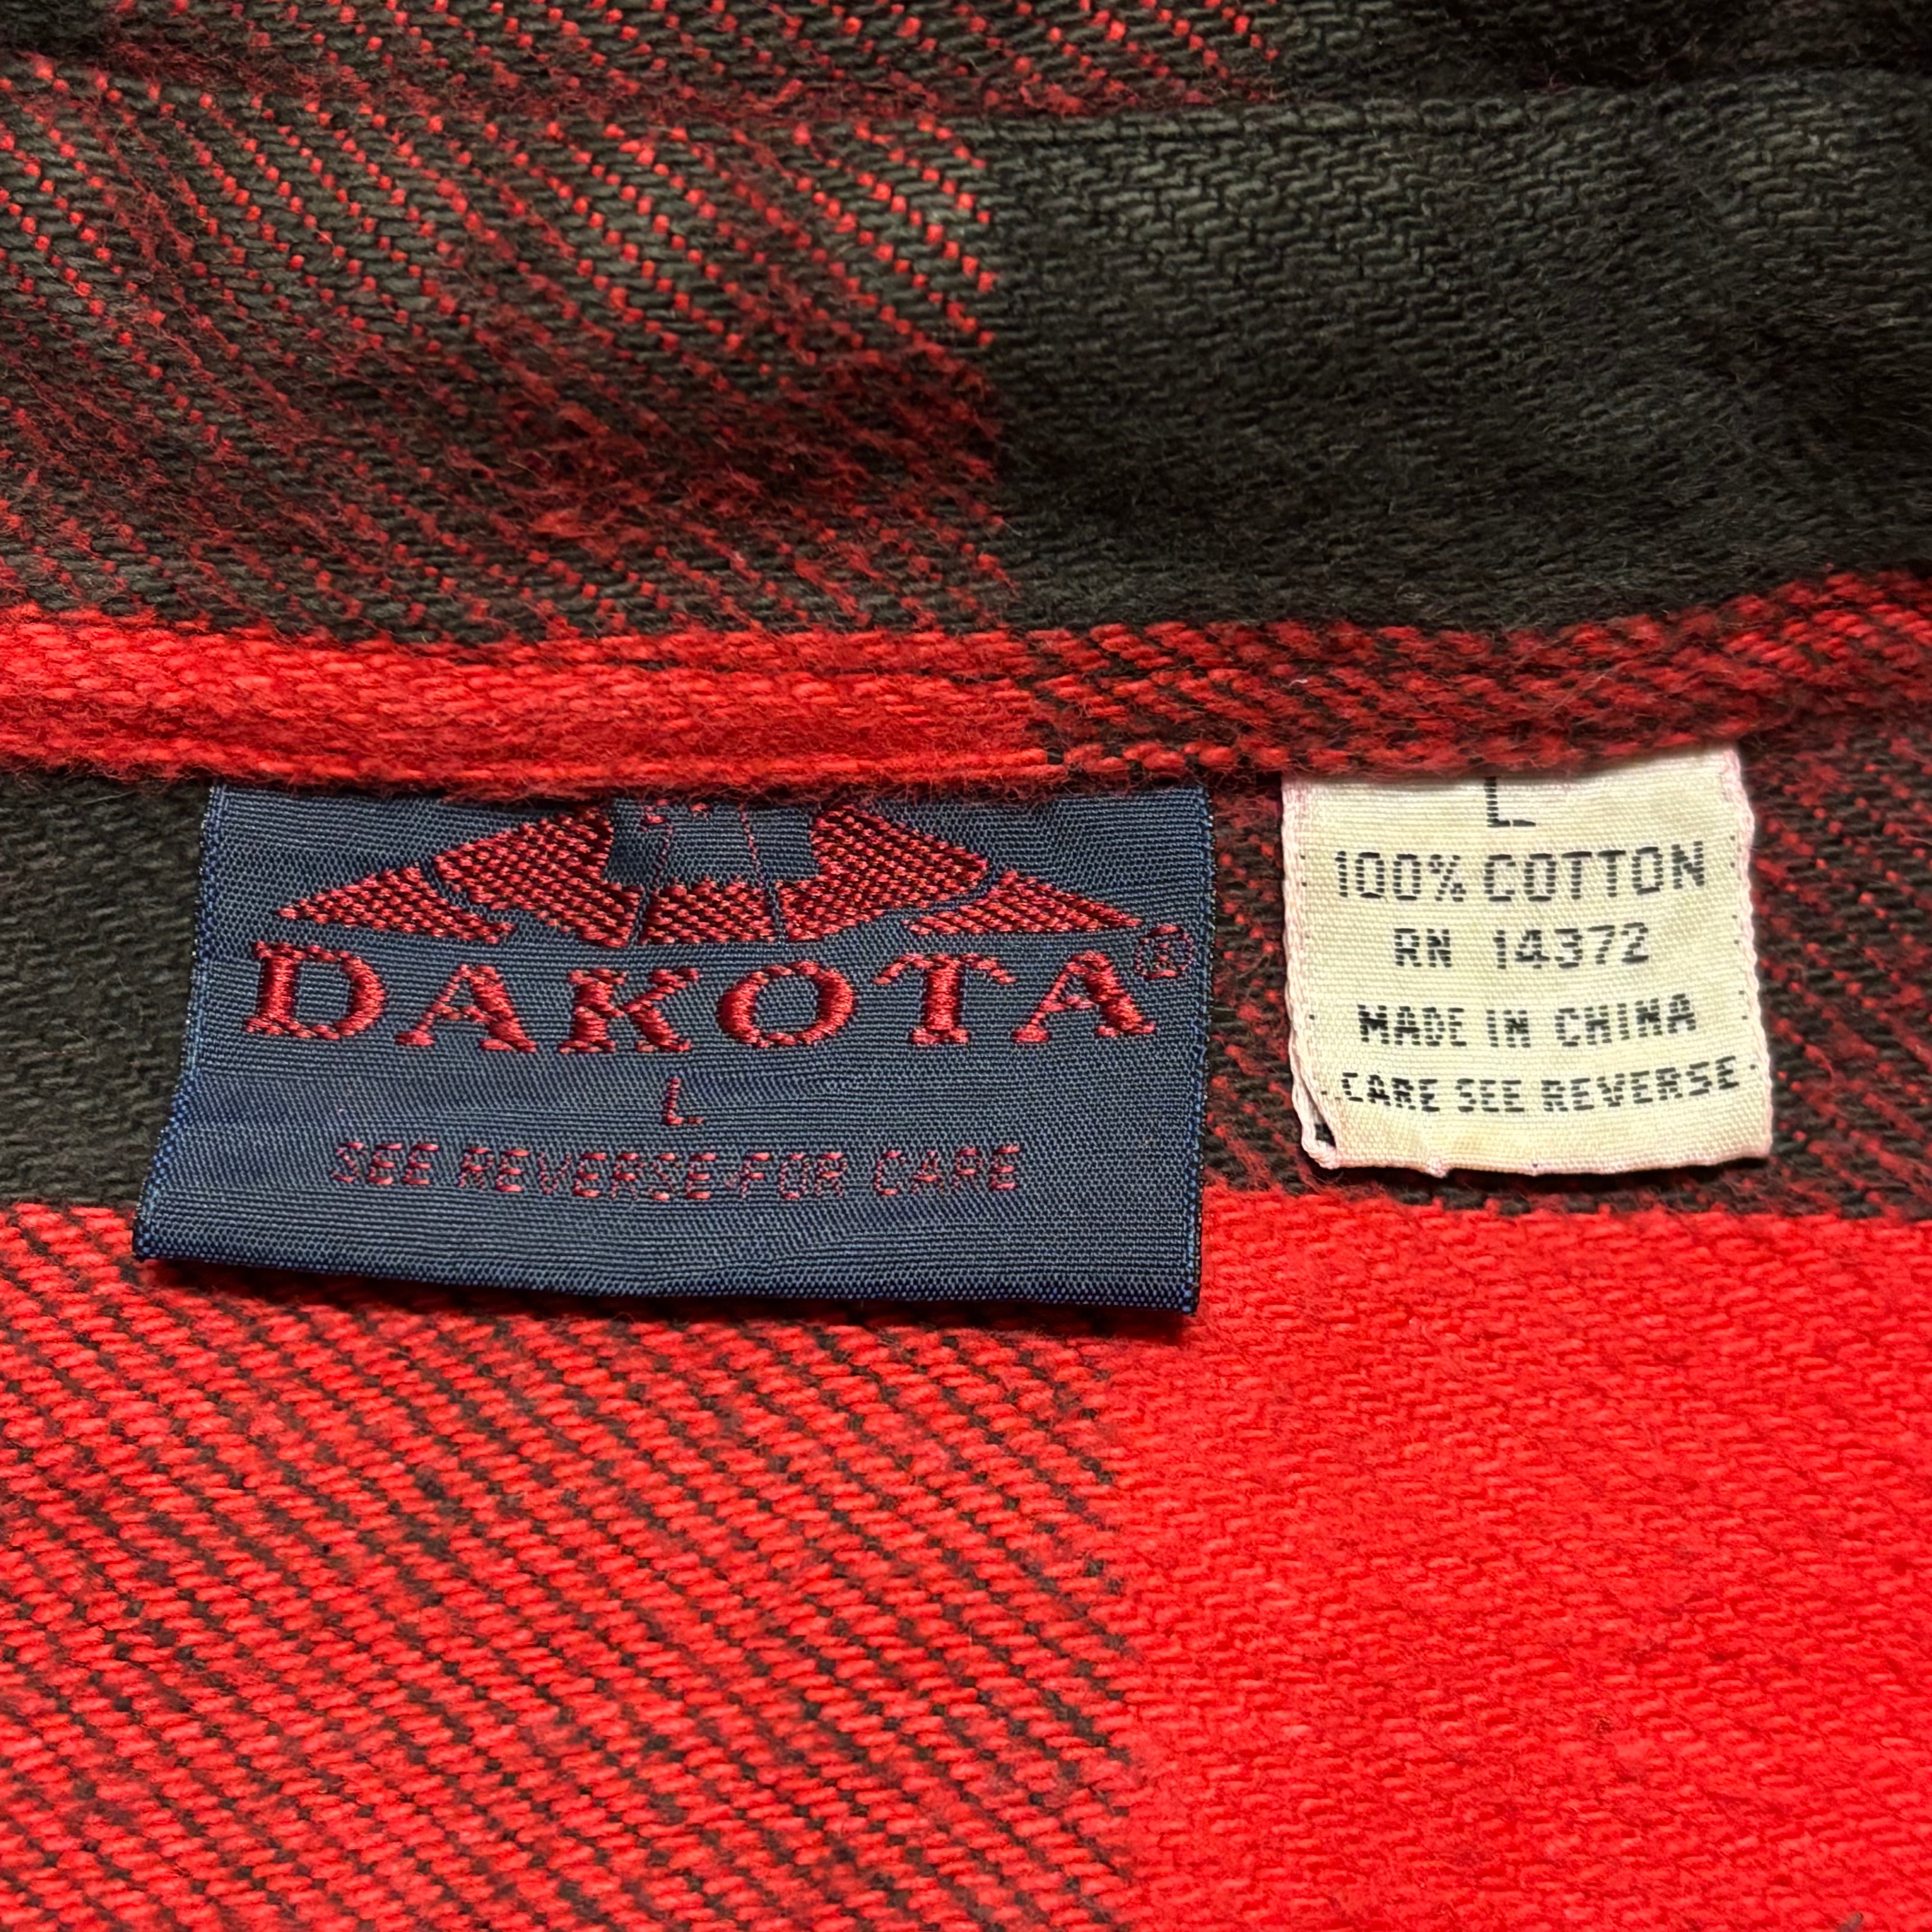 DAKOTA®
L
SEE REVERSE FOR CARE
L
100% COTTON
RN 14372
MADE IN CHINA
CARE SEE REVERSE